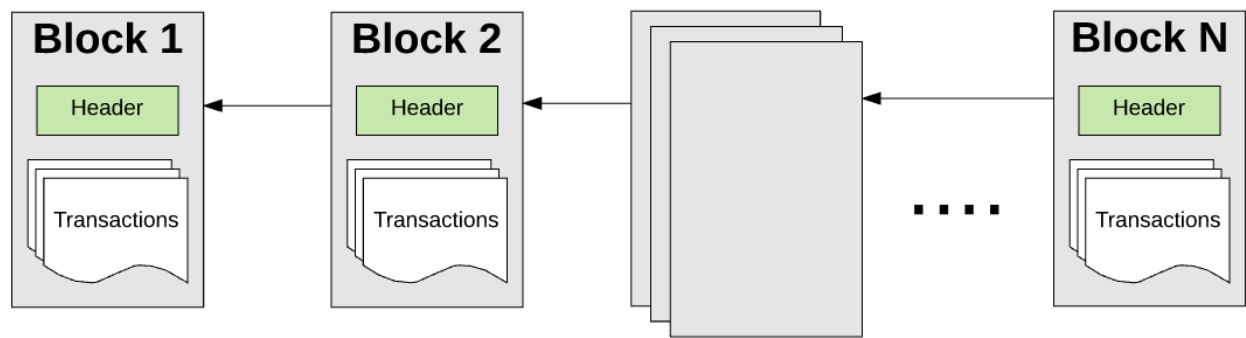 Block 1
Header
Transactions
Block 2
Header
Transactions
....
Block N
Header
Transactions